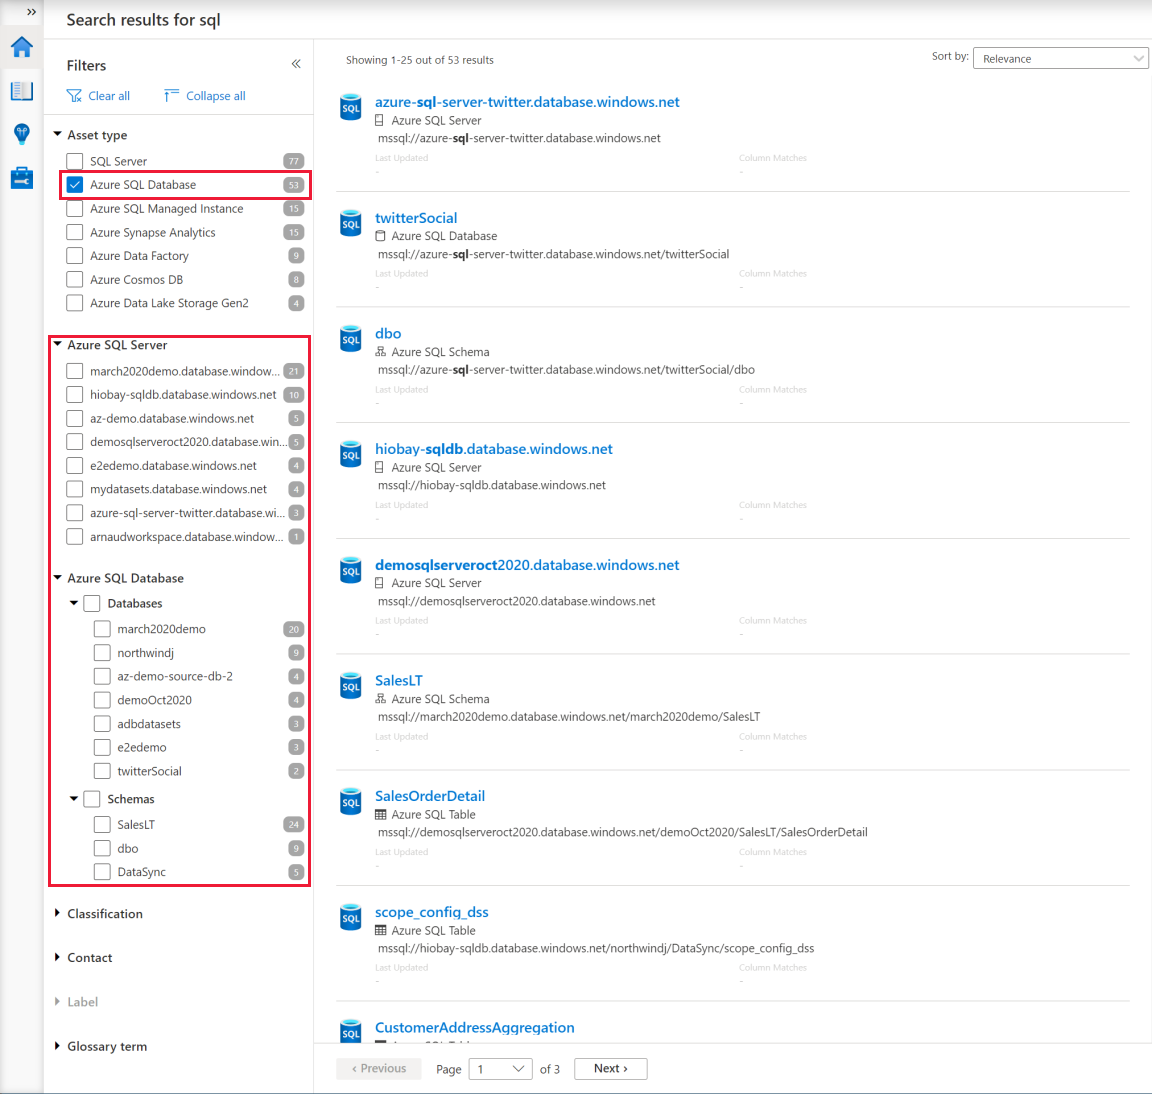 »
Search results for sql
Filters
«
Clear all
Collapse all
Asset type
SQL Server 77
Azure SQL Database 53
Azure SQL Managed Instance 15
Azure Synapse Analytics 15
Azure Data Factory 9
Azure Cosmos DB 8
Azure Data Lake Storage Gen2 4
Azure SQL Server
march2020demo.database.window... 21
hiobay-sqldb.database.windows.net 10
az-demo.database.windows.net 5
demosqlserveroct2020.database.win... 5
e2edemo.database.windows.net 4
mydatasets.database.windows.net 4
azure-sql-server-twitter.database.wi... 3
arnaudworkspace.database.window... 1
Azure SQL Database
Databases
march2020demo 20
northwindj 9
az-demo-source-db-2 4
demoOct2020 4
adbdatasets 3
e2edemo 3
twitterSocial 2
Schemas
SalesLT 24
dbo 9
DataSync 5
Classification
Contact
Label
Glossary term
Showing 1-25 out of 53 results
Sort by: Relevance
SQL
azure-sql-server-twitter.database.windows.net
Azure SQL Server
mssql://azure-sql-server-twitter.database.windows.net
Last Updated Column Matches
- -
SQL
twitterSocial
Azure SQL Database
mssql://azure-sql-server-twitter.database.windows.net/twitterSocial
Last Updated Column Matches
- -
SQL
dbo
Azure SQL Schema
mssql://azure-sql-server-twitter.database.windows.net/twitterSocial/dbo
Last Updated Column Matches
- -
SQL
hiobay-sqldb.database.windows.net
Azure SQL Server
mssql://hiobay-sqldb.database.windows.net
Last Updated Column Matches
- -
SQL
demosqlserveroct2020.database.windows.net
Azure SQL Server
mssql://demosqlserveroct2020.database.windows.net
Last Updated Column Matches
- -
SQL
SalesLT
Azure SQL Schema
mssql://march2020demo.database.windows.net/march2020demo/SalesLT
Last Updated Column Matches
- -
SQL
SalesOrderDetail
Azure SQL Table
mssql://demosqlserveroct2020.database.windows.net/demoOct2020/SalesLT/SalesOrderDetail
Last Updated Column Matches
- -
SQL
scope_config_dss
Azure SQL Table
mssql://hiobay-sqldb.database.windows.net/northwindj/DataSync/scope_config_dss
Last Updated Column Matches
- -
SQL
CustomerAddressAggregation
‹ Previous Page 1 of 3 Next ›